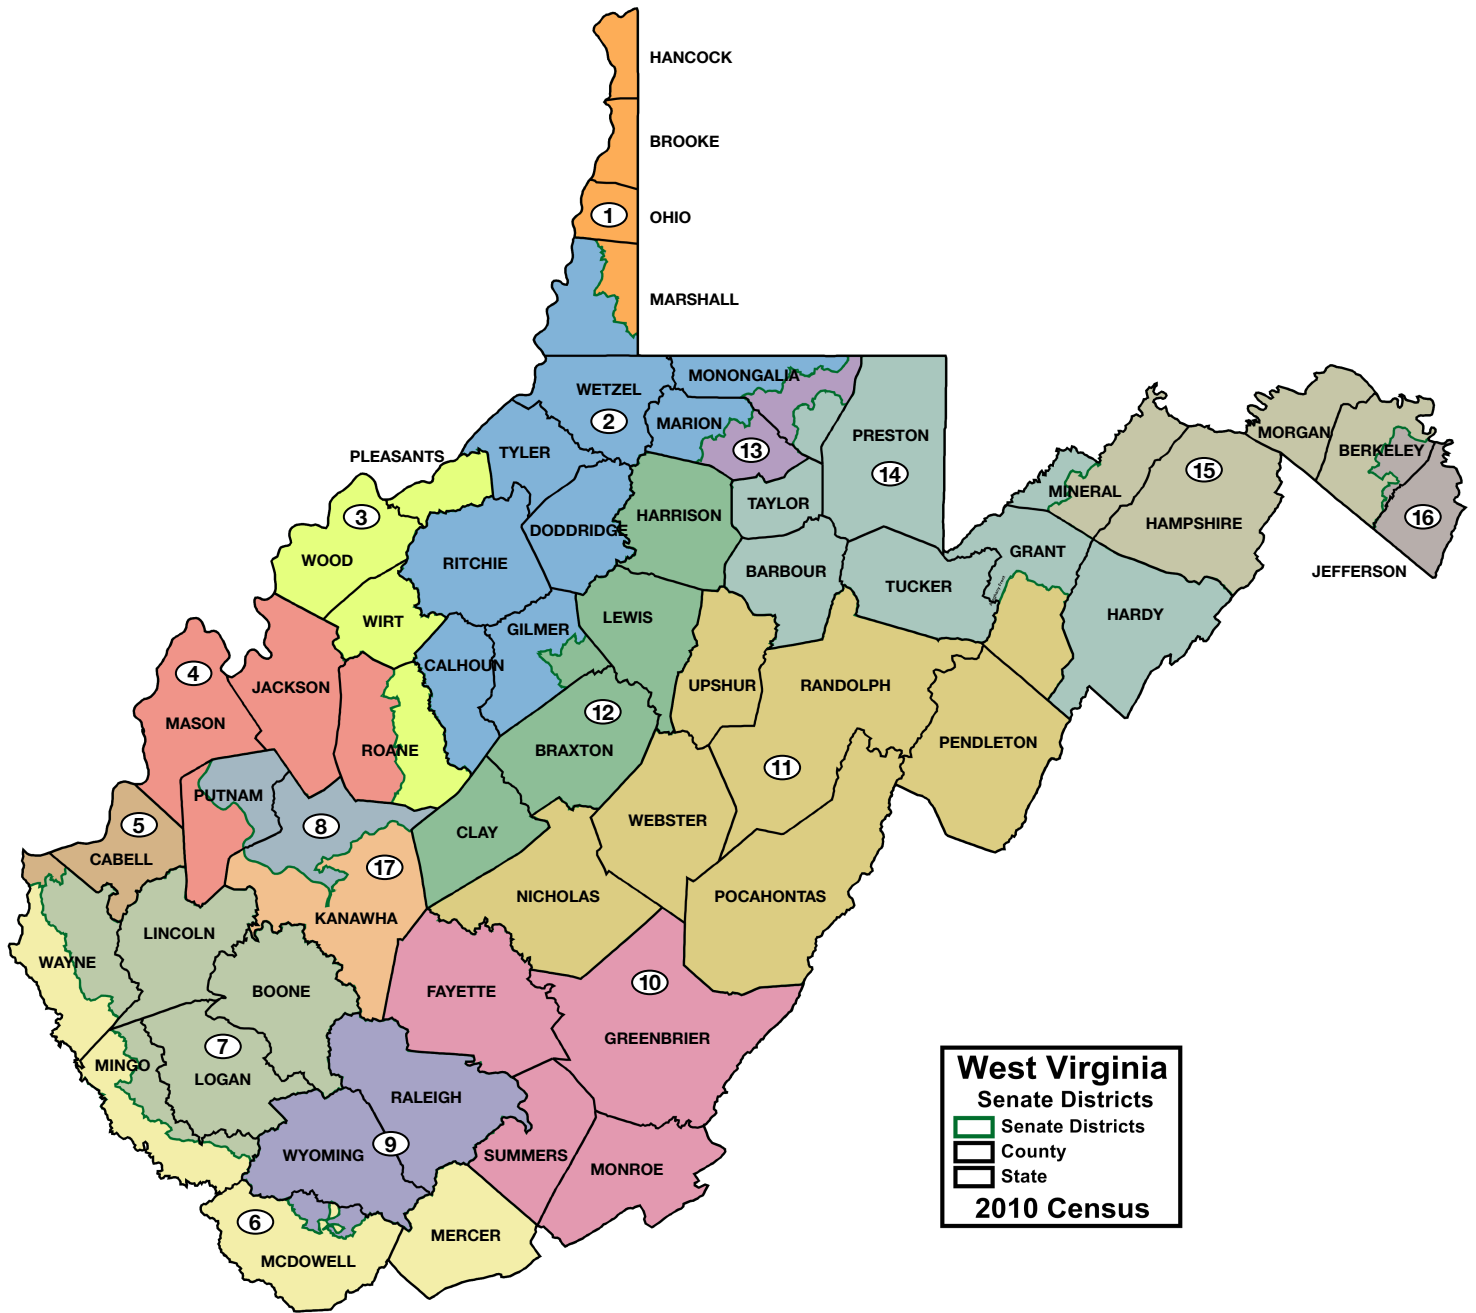 HANCOCK
BROOKE
1
OHIO
MARSHALL
MONONGALIA
WETZEL
2
MARION
PRESTON
MORGAN
13
TYLER
PLEASANTS
BERKELEY
14
15
MINERAL
TAYLOR
3
HARRISON
HAMPSHIRE
16
DODDRIDGE
WOOD
RITCHIE
BARBOUR
GRANT
JEFFERSON
TUCKER
WIRT
LEWIS
HARDY
GILMER
CALHOUN
4
JACKSON
UPSHUR
RANDOLPH
MASON
12
ROANE
BRAXTON
PENDLETON
11
PUTNAM
5
8
CLAY
WEBSTER
CABELL
17
NICHOLAS
POCAHONTAS
KANAWHA
LINCOLN
WAYNE
BOONE
FAYETTE
10
GREENBRIER
7
MINGO
LOGAN
RALEIGH
9
WYOMING
SUMMERS
MONROE
6
MCDOWELL
MERCER
West Virginia
Senate Districts
Senate Districts
County
State
2010 Census